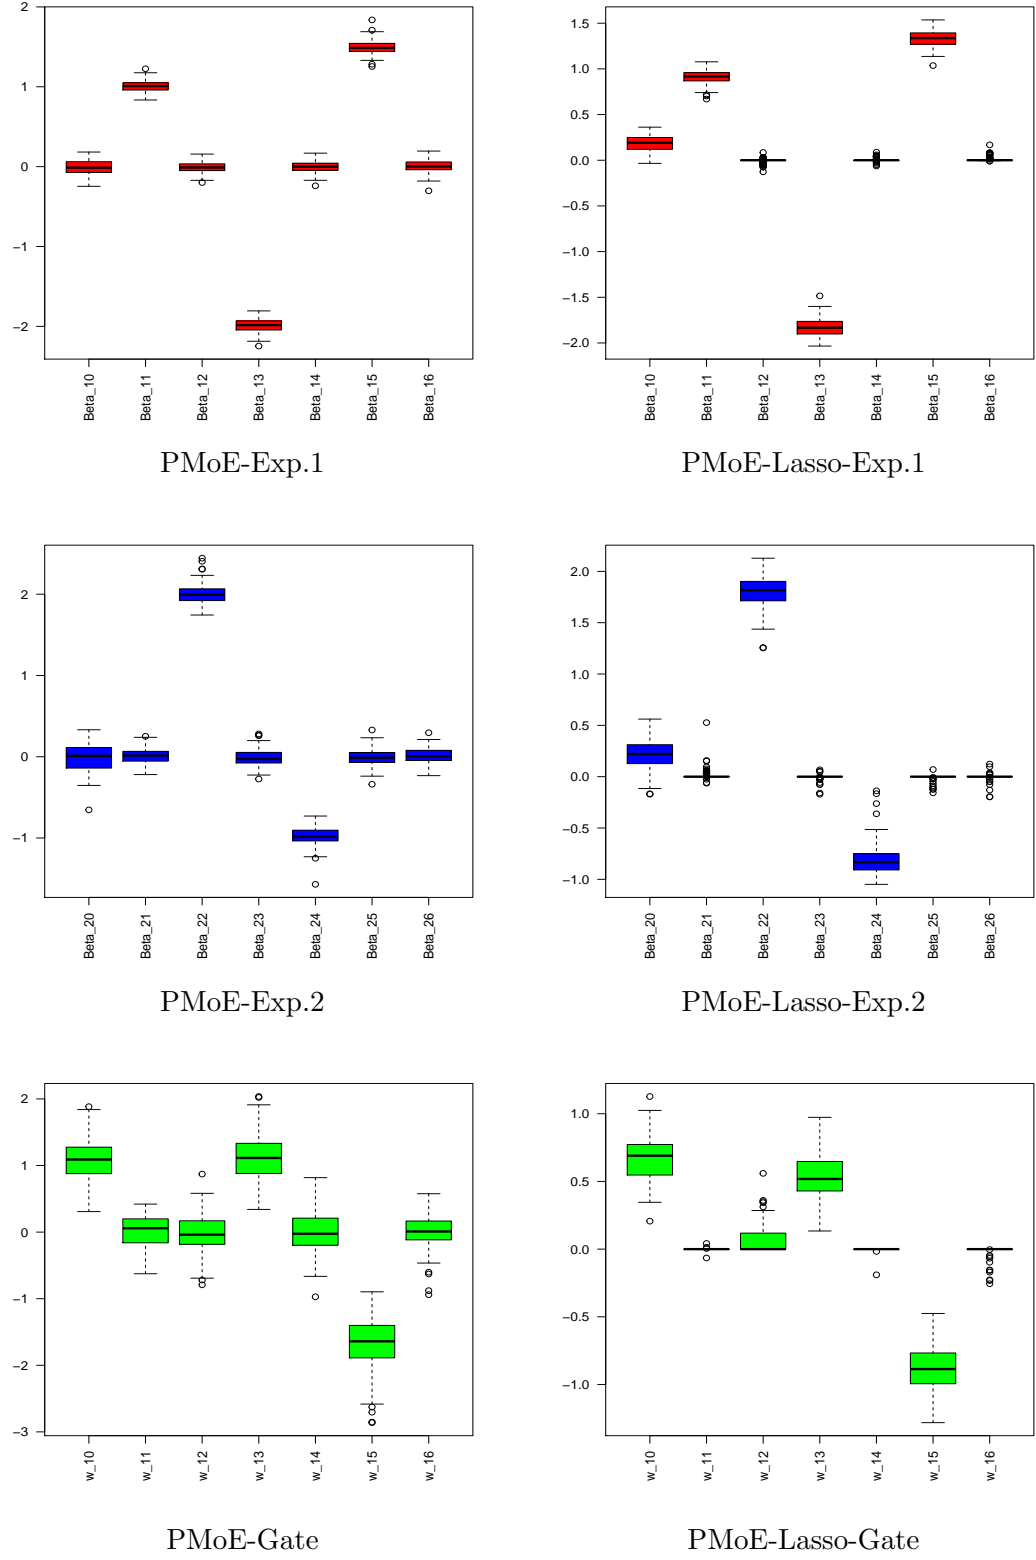 2
1
0
−1
−2
Beta_10
Beta_11
Beta_12
Beta_13
Beta_14
Beta_15
Beta_16
PMoE-Exp.1
1.5
1.0
0.5
0.0
−0.5
−1.0
−1.5
−2.0
Beta_10
Beta_11
Beta_12
Beta_13
Beta_14
Beta_15
Beta_16
PMoE-Lasso-Exp.1
2
1
0
−1
Beta_20
Beta_21
Beta_22
Beta_23
Beta_24
Beta_25
Beta_26
PMoE-Exp.2
2.0
1.5
1.0
0.5
0.0
−0.5
−1.0
Beta_20
Beta_21
Beta_22
Beta_23
Beta_24
Beta_25
Beta_26
PMoE-Lasso-Exp.2
2
1
0
−1
−2
−3
w_10
w_11
w_12
w_13
w_14
w_15
w_16
PMoE-Gate
1.0
0.5
0.0
−0.5
−1.0
w_10
w_11
w_12
w_13
w_14
w_15
w_16
PMoE-Lasso-Gate